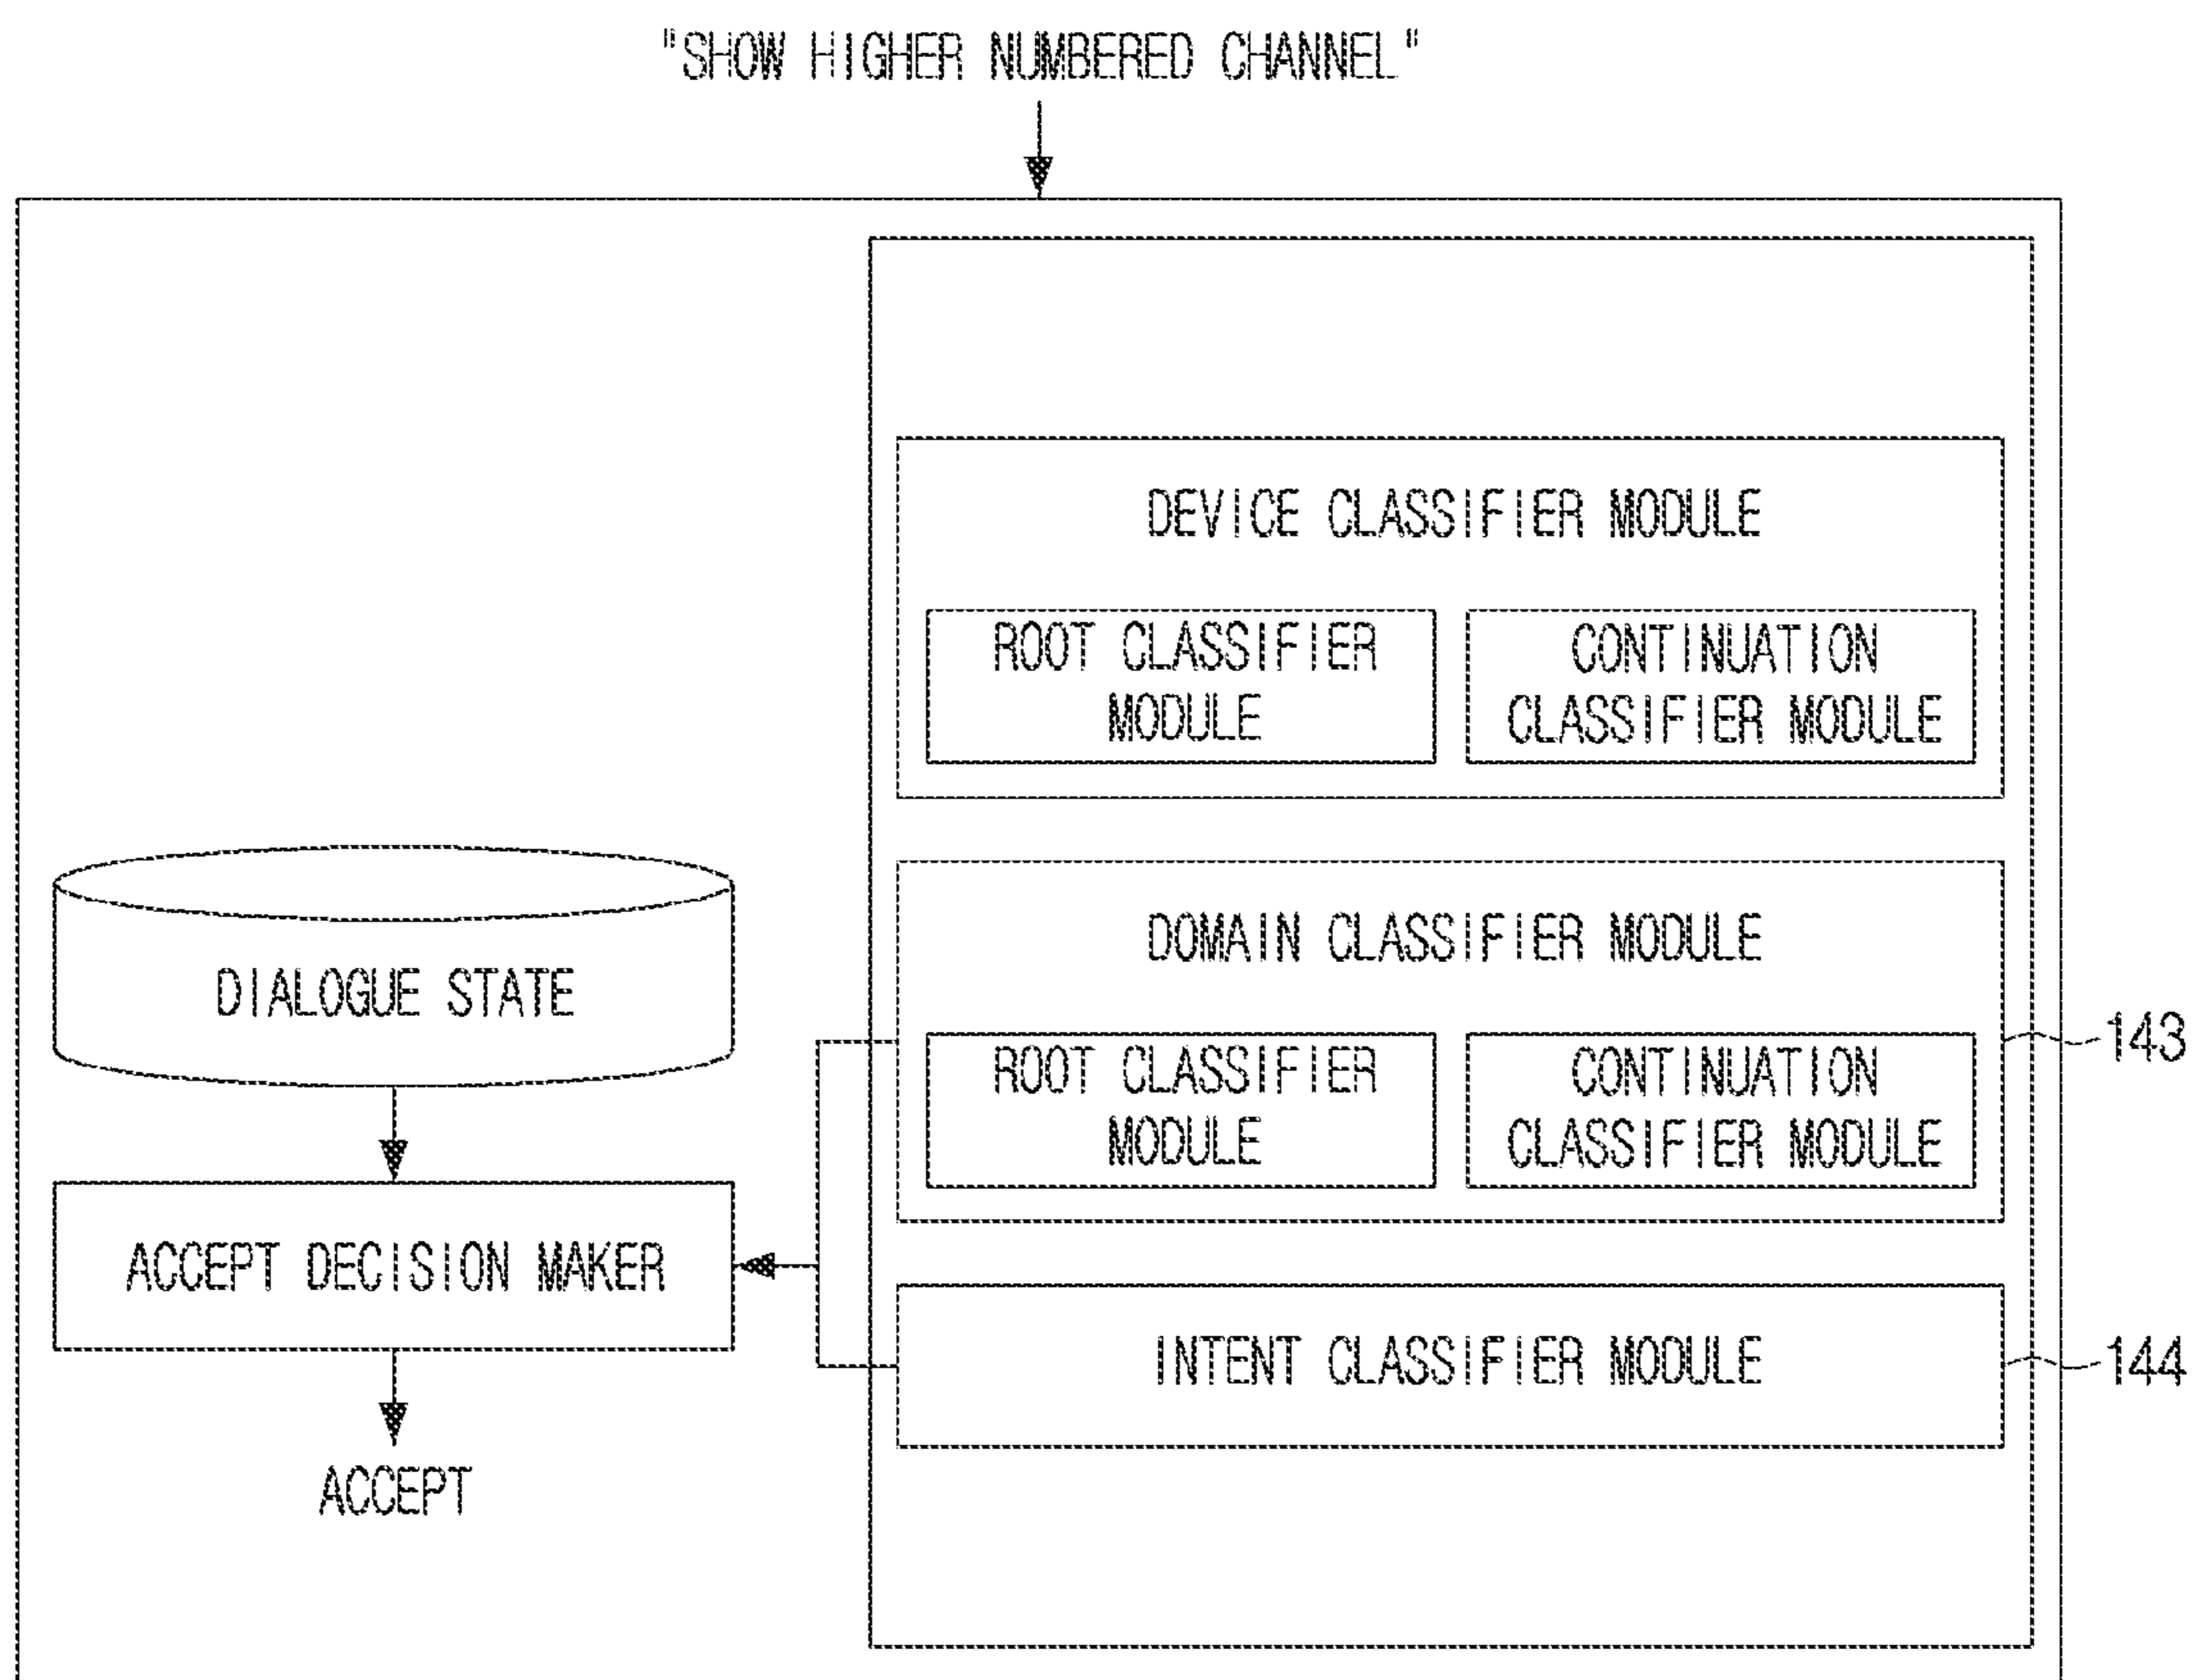 "SHOW HIGHER NUMBERED CHANNEL"
DEVICE CLASSIFIER MODULE
ROOT CLASSIFIER
MODULE
CONTINUATION
CLASSIFIER MODULE
DOMAIN CLASSIFIER MODULE
ROOT CLASSIFIER
MODULE
CONTINUATION
CLASSIFIER MODULE
143
INTENT CLASSIFIER MODULE
144
DIALOGUE STATE
ACCEPT DECISION MAKER
ACCEPT